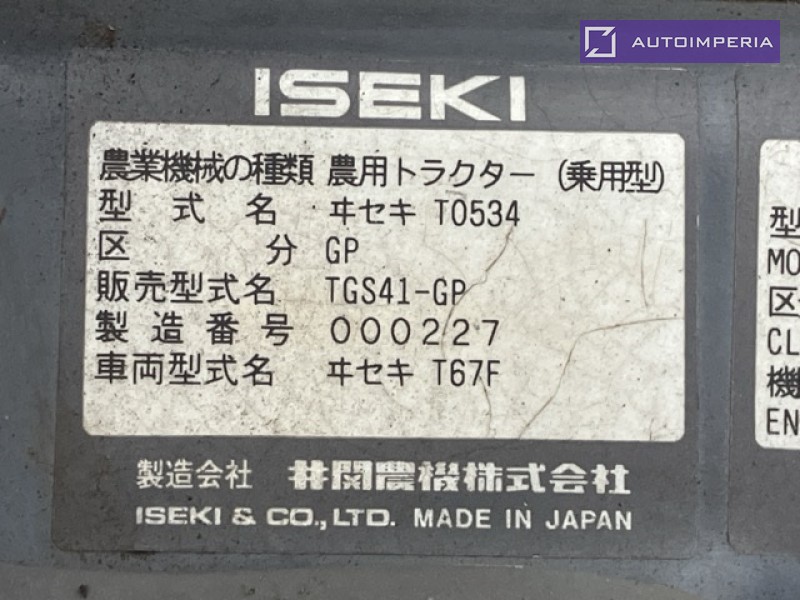 AUTOIMPERIA
ISEKI
農業機械の種類 農用トラクター (乗用型)
型式名 ヰセキ T0534
区分 GP
販売型式名 TGS41-GP
製造番号 000227
車両型式名 ヰセキ T67F
製造会社 井関農機株式会社
ISEKI & CO., LTD. MADE IN JAPAN
型
MO
区
CL
機
EN